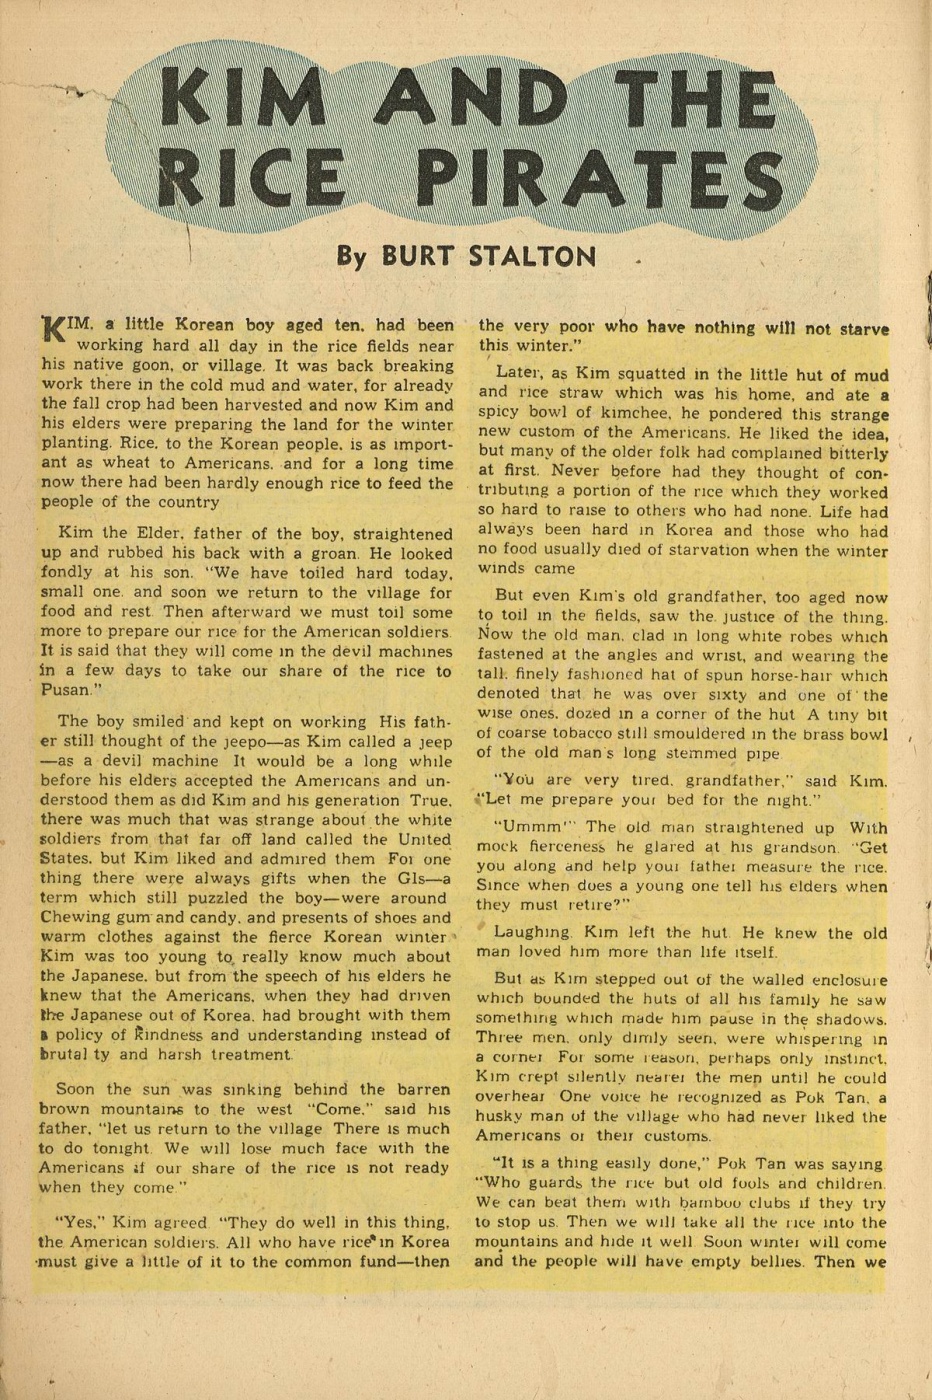 KIM AND THE
RICE PIRATES
By BURT STALTON
KIM, a little Korean boy aged ten, had been
working hard all day in the rice fields near
his native goon, or village. It was back breaking
work there in the cold mud and water, for already
the fall crop had been harvested and now Kim and
his elders were preparing the land for the winter
planting. Rice, to the Korean people, is as import-
ant as wheat to Americans, and for a long time
now there had been hardly enough rice to feed the
people of the country
Kim the Elder, father of the boy, straightened
up and rubbed his back with a groan. He looked
fondly at his son. "We have toiled hard today,
small one, and soon we return to the village for
food and rest. Then afterward we must toil some
more to prepare our rice for the American soldiers.
It is said that they will come in the devil machines
in a few days to take our share of the rice to
Pusan."
The boy smiled and kept on working His fath-
er still thought of the jeepo—as Kim called a jeep
—as a devil machine It would be a long while
before his elders accepted the Americans and un-
derstood them as did Kim and his generation True,
there was much that was strange about the white
soldiers from that far off land called the United
States, but Kim liked and admired them For one
thing there were always gifts when the GIs—a
term which still puzzled the boy—were around
Chewing gum and candy, and presents of shoes and
warm clothes against the fierce Korean winter
Kim was too young to really know much about
the Japanese, but from the speech of his elders he
knew that the Americans, when they had driven
the Japanese out of Korea, had brought with them
a policy of kindness and understanding instead of
brutal ty and harsh treatment.
Soon the sun was sinking behind the barren
brown mountains to the west "Come," said his
father, "let us return to the village There is much
to do tonight We will lose much face with the
Americans if our share of the rice is not ready
when they come"
"Yes," Kim agreed "They do well in this thing,
the American soldiers. All who have rice in Korea
must give a little of it to the common fund—then
the very poor who have nothing will not starve
this winter."
Later, as Kim squatted in the little hut of mud
and rice straw which was his home, and ate a
spicy bowl of kimchee, he pondered this strange
new custom of the Americans. He liked the idea,
but many of the older folk had complained bitterly
at first. Never before had they thought of con-
tributing a portion of the rice which they worked
so hard to raise to others who had none. Life had
always been hard in Korea and those who had
no food usually died of starvation when the winter
winds came
But even Kim's old grandfather, too aged now
to toil in the fields, saw the justice of the thing.
Now the old man, clad in long white robes which
fastened at the angles and wrist, and wearing the
tall, finely fashioned hat of spun horse-hair which
denoted that he was over sixty and one of the
wise ones, dozed in a corner of the hut A tiny bit
of coarse tobacco still smouldered in the brass bowl
of the old man's long stemmed pipe
"You are very tired, grandfather," said Kim.
"Let me prepare your bed for the night."
"Ummm'" The old man straightened up With
mock fierceness he glared at his grandson "Get
you along and help your father measure the rice.
Since when does a young one tell his elders when
they must retire?"
Laughing Kim left the hut He knew the old
man loved him more than life itself.
But as Kim stepped out of the walled enclosure
which bounded the huts of all his family he saw
something which made him pause in the shadows.
Three men, only dimly seen, were whispering in
a corner For some reason, perhaps only instinct,
Kim crept silently nearer the men until he could
overhear One voice he recognized as Pok Tan, a
husky man of the village who had never liked the
Americans or their customs.
"It is a thing easily done," Pok Tan was saying
"Who guards the rice but old fools and children.
We can beat them with bamboo clubs if they try
to stop us. Then we will take all the rice into the
mountains and hide it well Soon winter will come
and the people will have empty bellies. Then we